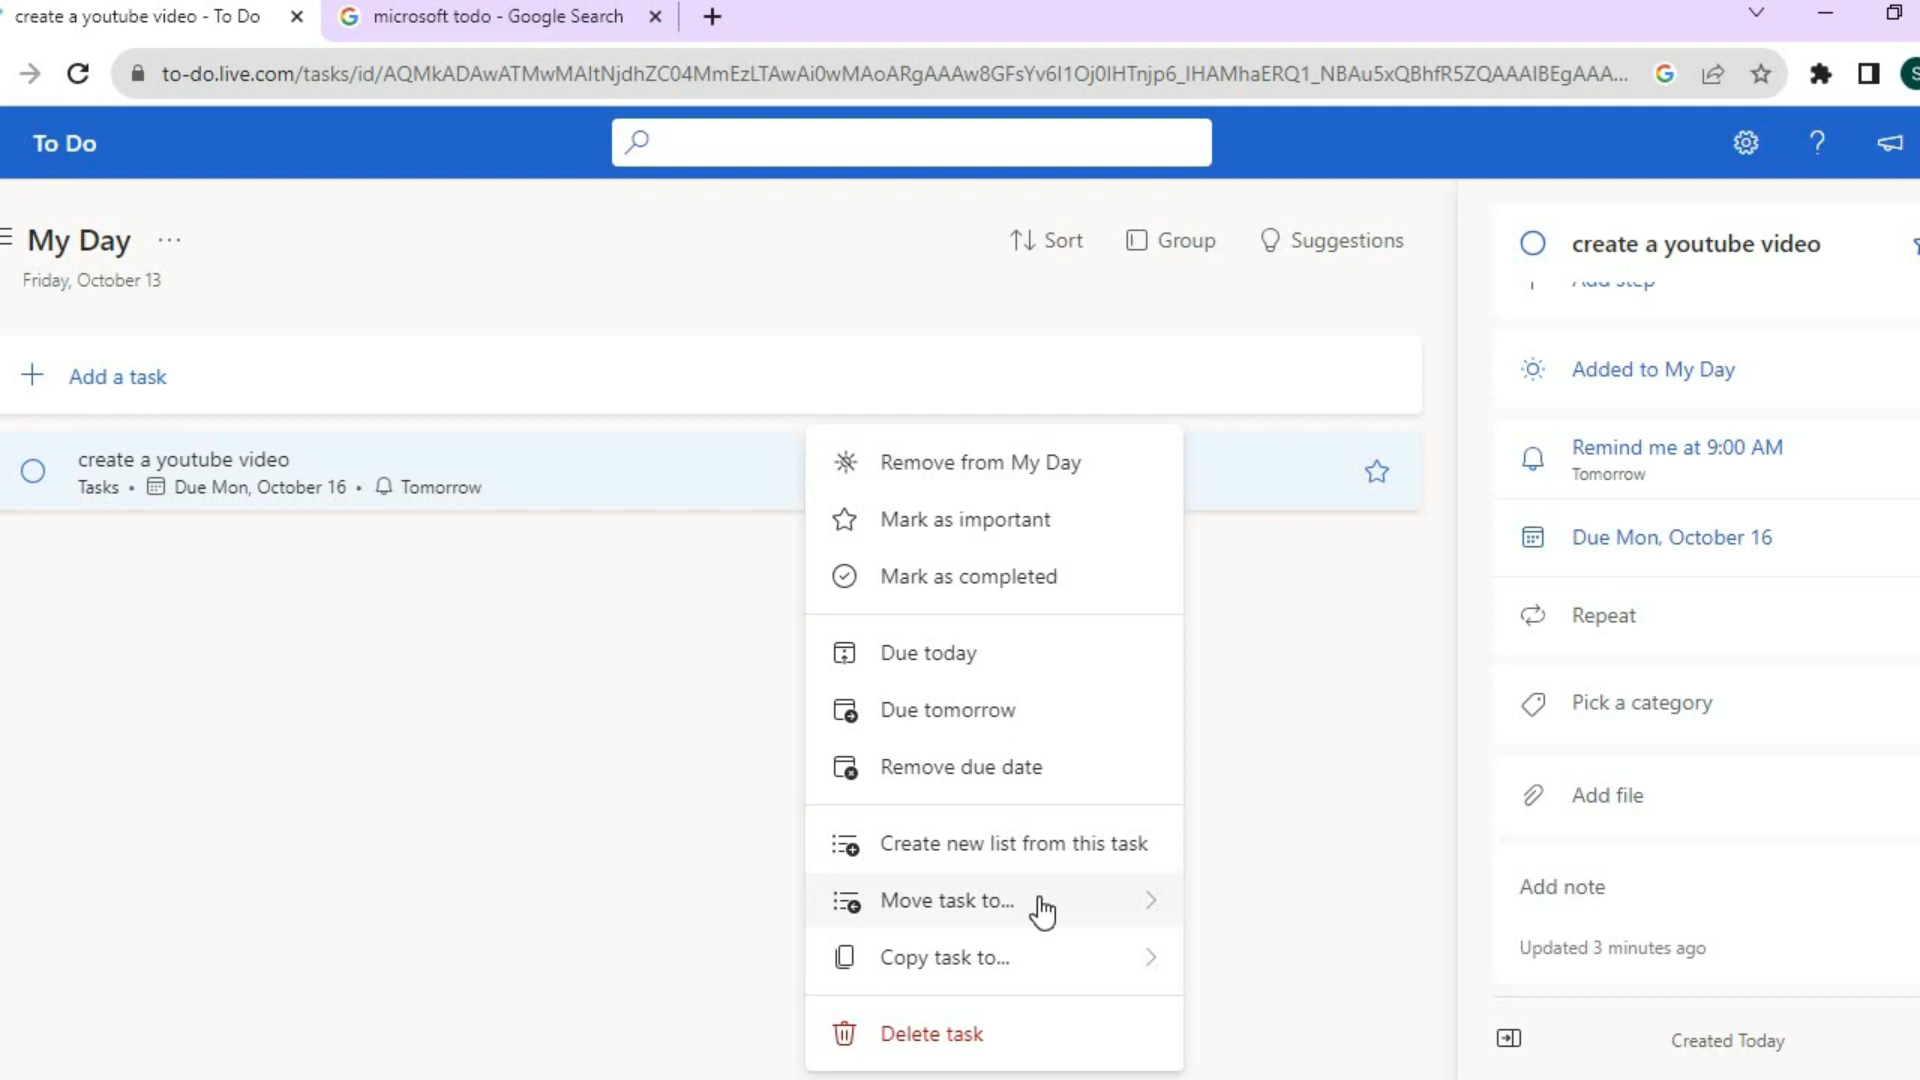 create a youtube video - To Do
microsoft todo - Google Search
to-do.live.com/tasks/id/AQMkADAwATMwMAItNjdhZC04MmEzLTAwAi0wMAoARgAAAw8GFsYv6I1Oj0IHTnjp6_IHAMhaERQ1_NBAu5xQBhfR5ZQAAAIBEgAAA...
To Do
My Day
Friday, October 13
Sort
Group
Suggestions
Add a task
create a youtube video
Tasks • Due Mon, October 16 • Tomorrow
Remove from My Day
Mark as important
Mark as completed
Due today
Due tomorrow
Remove due date
Create new list from this task
Move task to...
Copy task to...
Delete task
create a youtube video
Add step
Added to My Day
Remind me at 9:00 AM
Tomorrow
Due Mon, October 16
Repeat
Pick a category
Add file
Add note
Updated 3 minutes ago
Created Today